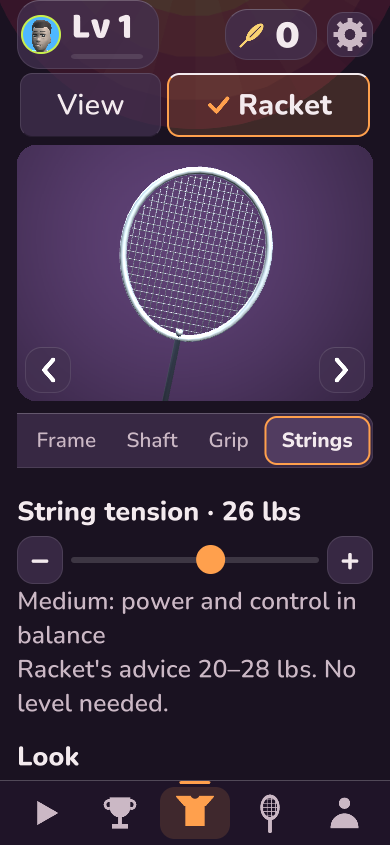 Lv 1
0
View
Racket
Frame
Shaft
Grip
Strings
String tension · 26 lbs
Medium: power and control in
balance
Racket's advice 20–28 lbs. No
level needed.
Look